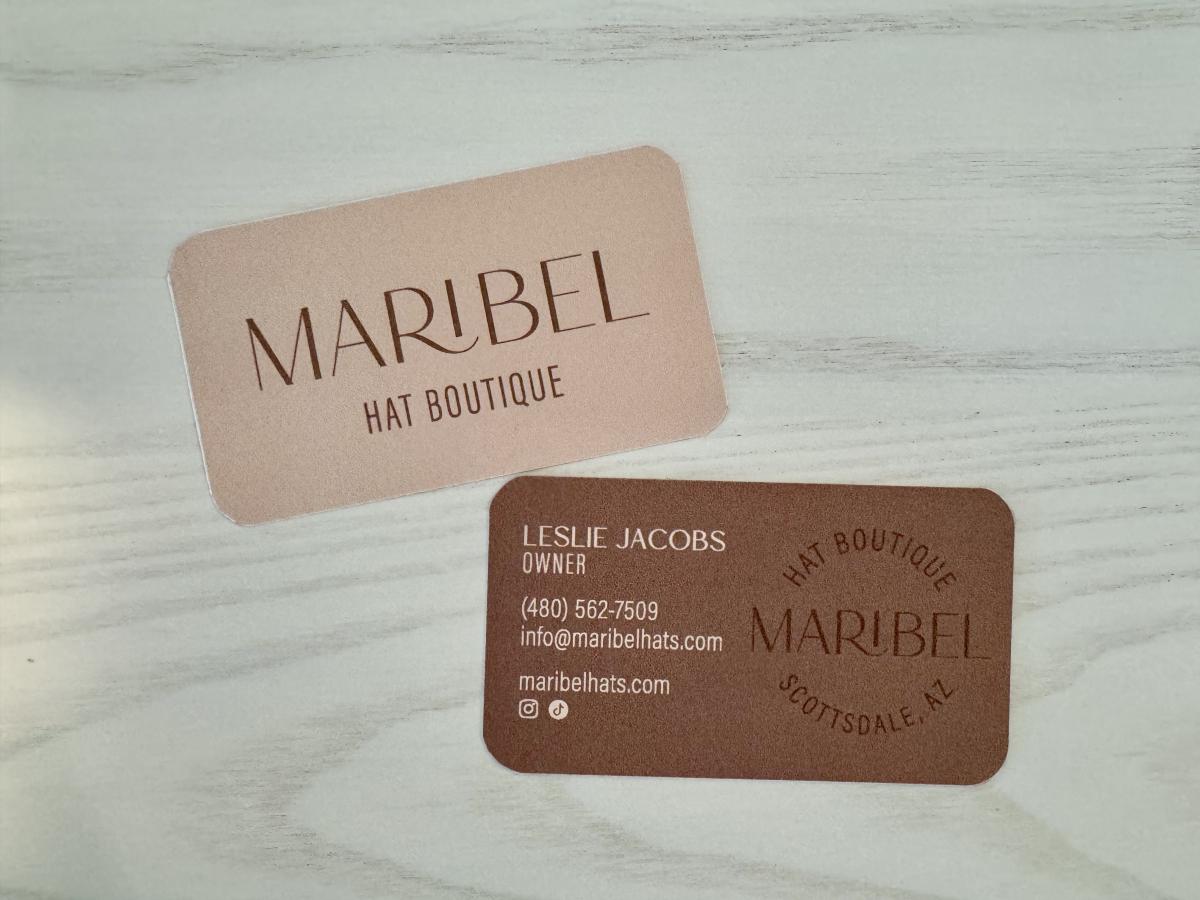 MARIBEL
HAT BOUTIQUE
LESLIE JACOBS
OWNER
(480) 562-7509
info@maribelhats.com
maribelhats.com
HAT BOUTIQUE
MARIBEL
SCOTTSDALE, AZ